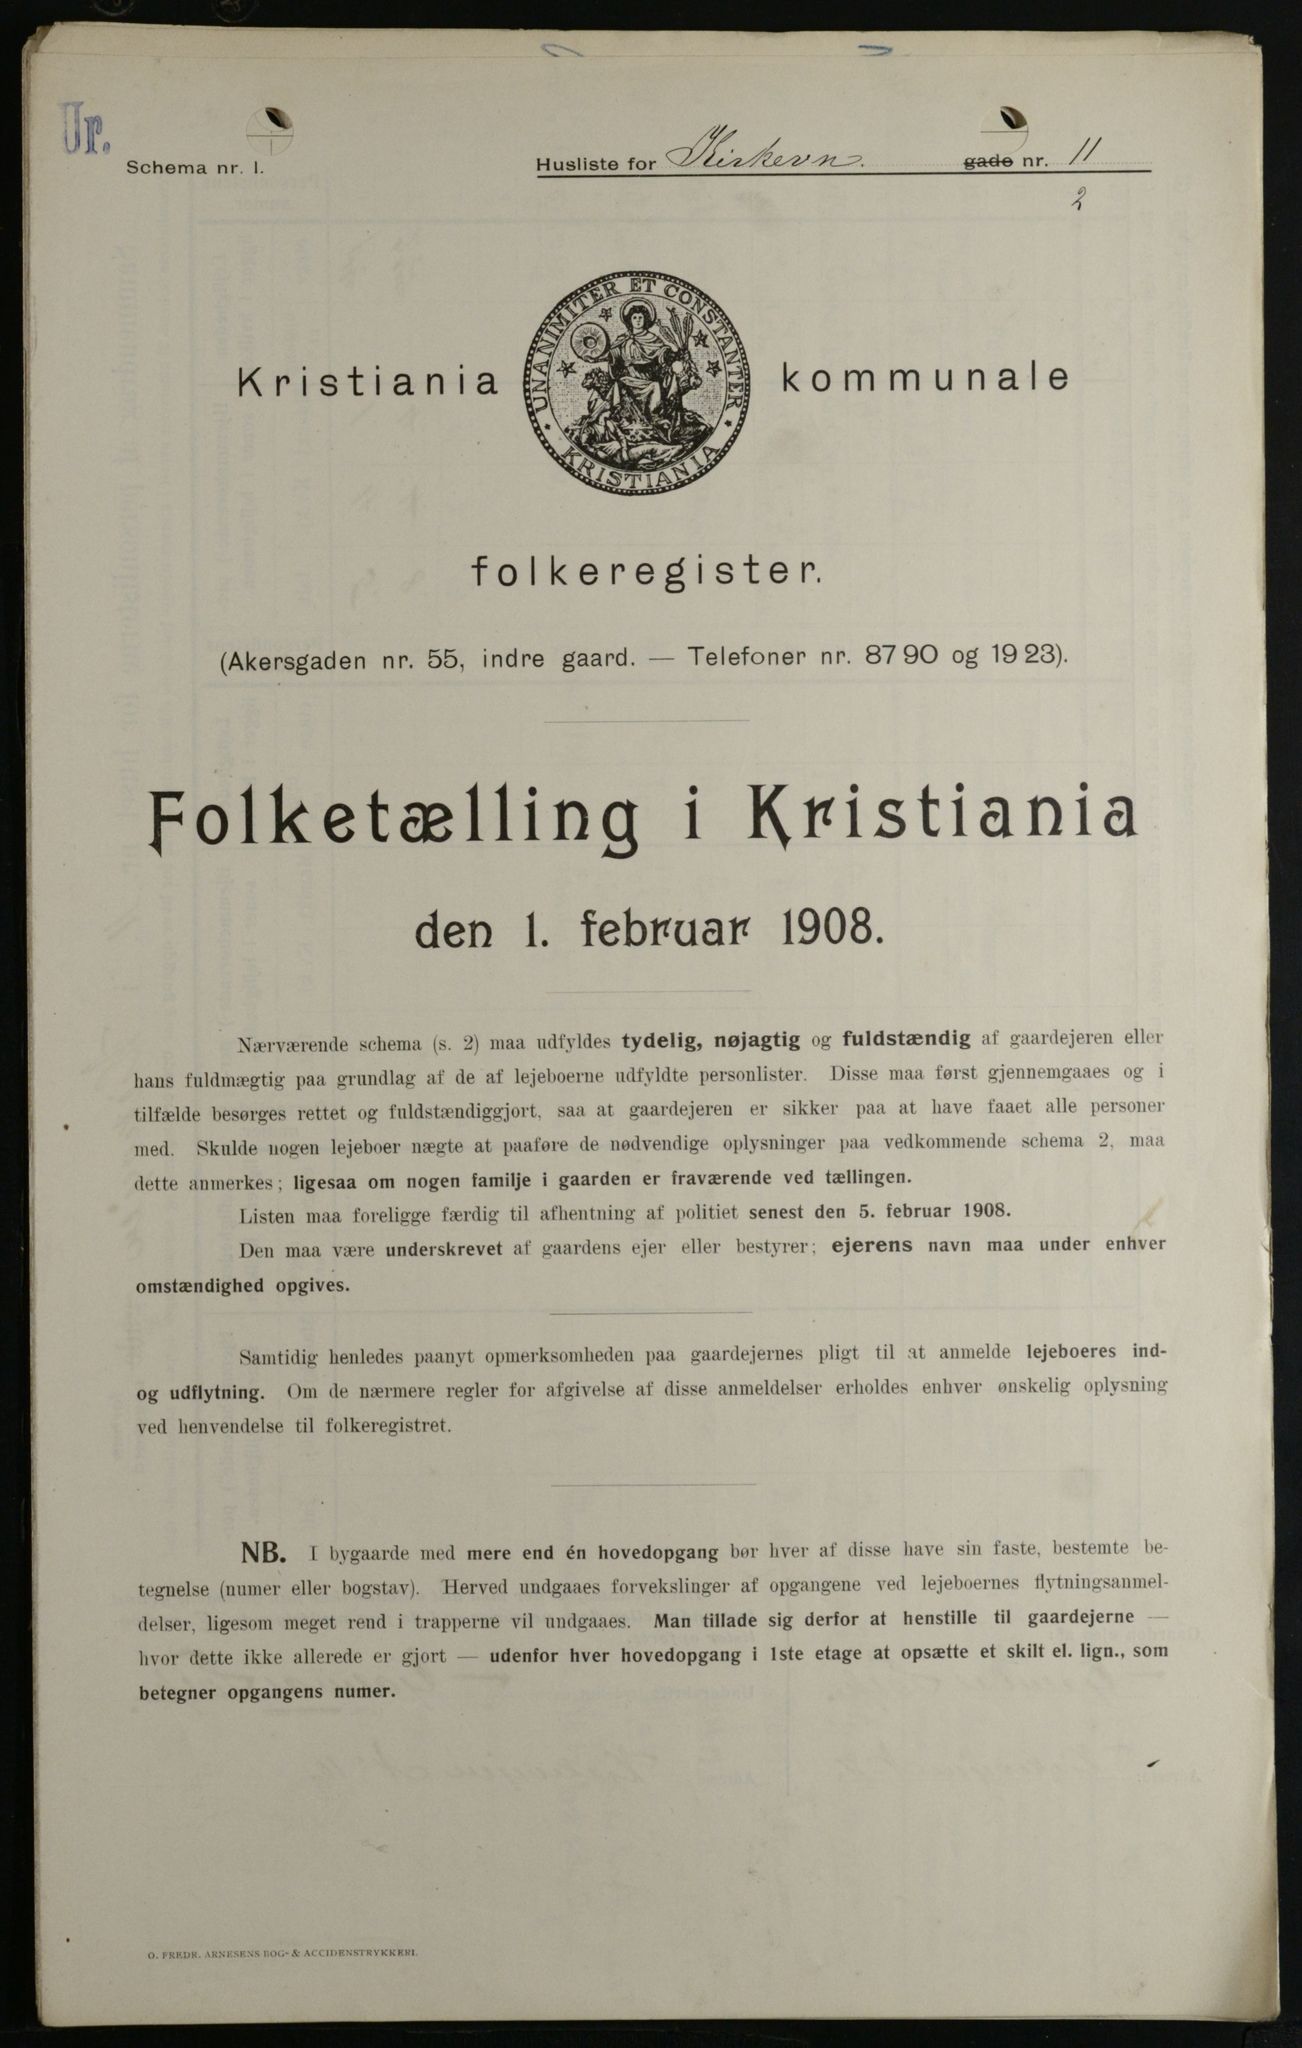 Ur.
Schema nr. 1.
Husliste for Kirkevn. gade nr. 11
2
UNANIMITER ET CONSTANTER
KRISTIANIA
Kristiania kommunale
folkeregister.
(Akersgaden nr. 55, indre gaard. — Telefoner nr. 87 90 og 19 23).
Folketælling i Kristiania
den 1. februar 1908.
Nærværende schema (s. 2) maa udfyldes tydelig, nøjagtig og fuldstændig af gaardejeren eller
hans fuldmægtig paa grundlag af de af lejeboerne udfyldte personlister. Disse maa først gjennemgaaes og i
tilfælde besørges rettet og fuldstændiggjort, saa at gaardejeren er sikker paa at have faaet alle personer
med. Skulde nogen lejeboer nægte at paaføre de nødvendige oplysninger paa vedkommende schema 2, maa
dette anmerkes; ligesaa om nogen familje i gaarden er fraværende ved tællingen.
Listen maa foreligge færdig til afhentning af politiet senest den 5. februar 1908.
Den maa være underskrevet af gaardens ejer eller bestyrer; ejerens navn maa under enhver
omstændighed opgives.
Samtidig henledes paanyt opmerksomheden paa gaardejernes pligt til at anmelde lejeboeres ind-
og udflytning. Om de nærmere regler for afgivelse af disse anmeldelser erholdes enhver ønskelig oplysning
ved henvendelse til folkeregistret.
NB. I bygaarde med mere end én hovedopgang bør hver af disse have sin faste, bestemte be-
tegnelse (numer eller bogstav). Herved undgaaes forvekslinger af opgangene ved lejeboernes flytningsanmel-
delser, ligesom meget rend i trapperne vil undgaaes. Man tillade sig derfor at henstille til gaardejerne —
hvor dette ikke allerede er gjort — udenfor hver hovedopgang i 1ste etage at opsætte et skilt el. lign., som
betegner opgangens numer.
O. FREDR. ARNESENS BOG- & ACCIDENSTRYKKERI.